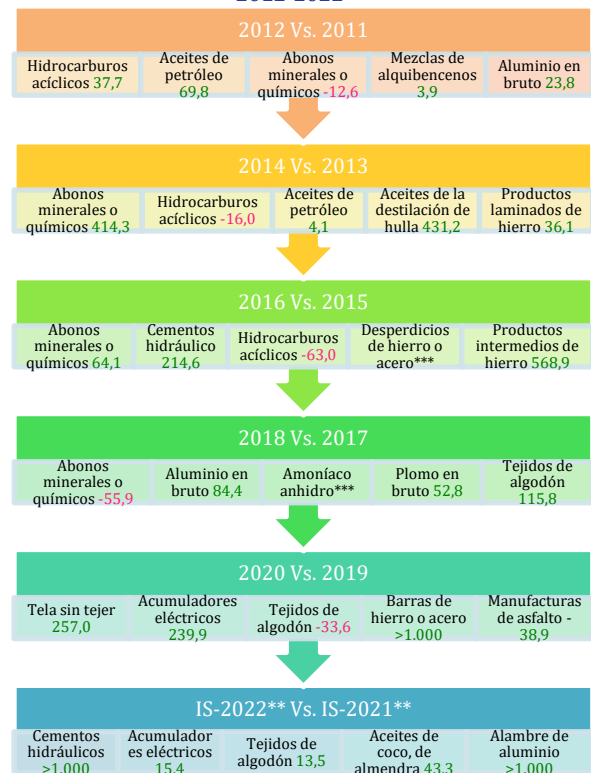 2012 Vs. 2011
Hidrocarburos
acíclicos 37,7
Aceites de
petróleo
69,8
Abonos
minerales o
químicos -12,6
Mezclas de
alquibencenos
3,9
Aluminio en
bruto 23,8
2014 Vs. 2013
Abonos
minerales o
químicos 414,3
Hidrocarburos
acíclicos -16,0
Aceites de
petróleo
4,1
Aceites de la
destilación de
hulla 431,2
Productos
laminados de
hierro 36,1
2016 Vs. 2015
Abonos
minerales o
químicos 64,1
Cementos
hidráulico
214,6
Hidrocarburos
acíclicos -63,0
Desperdicios
de hierro o
acero***
Productos
intermedios de
hierro 568,9
2018 Vs. 2017
Abonos
minerales o
químicos -55,9
Aluminio en
bruto 84,4
Amoníaco
anhidro***
Plomo en
bruto 52,8
Tejidos de
algodón
115,8
2020 Vs. 2019
Tela sin tejer
257,0
Acumuladores
eléctricos
239,9
Tejidos de
algodón -33,6
Barras de
hierro o acero
>1.000
Manufacturas
de asfalto -
38,9
IS-2022** Vs. IS-2021**
Cementos
hidráulicos
>1.000
Acumulador
es eléctricos
15,4
Tejidos de
algodón 13,5
Aceites de
coco, de
almendra 43,3
Alambre de
aluminio
>1.000